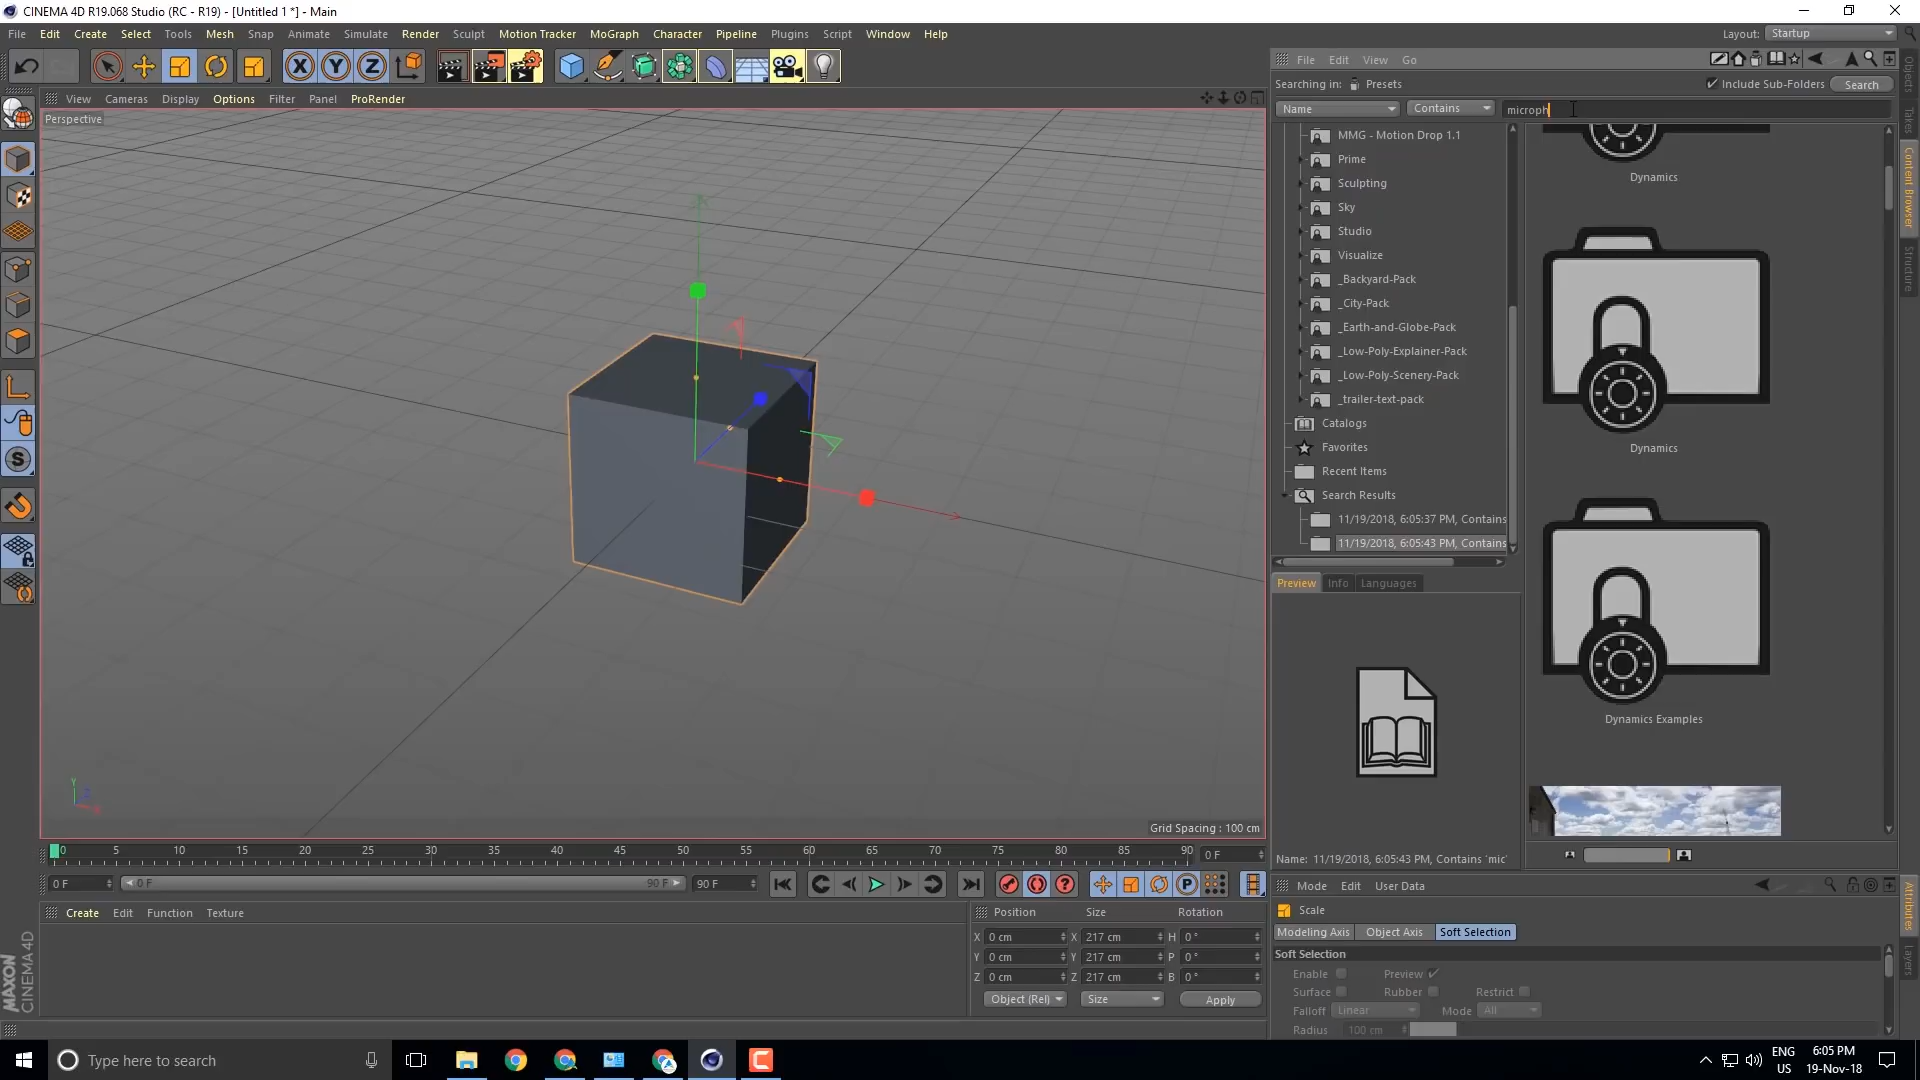 CINEMA 4D R19.068 Studio (RC - R19) - [Untitled 1 *] - Main
File Edit Create Select Tools Mesh Snap Animate Simulate Render Sculpt Motion Tracker MoGraph Character Pipeline Plugins Script Window Help
Layout: Startup
File Edit View Go
Searching in: Presets
Include Sub-Folders Search
Name Contains microph
View Cameras Display Options Filter Panel ProRender
Perspective
MMG - Motion Drop 1.1
Prime
Sculpting
Sky
Studio
Visualize
_Backyard-Pack
_City-Pack
_Earth-and-Globe-Pack
_Low-Poly-Explainer-Pack
_Low-Poly-Scenery-Pack
_trailer-text-pack
Catalogs
Favorites
Recent Items
Search Results
11/19/2018, 6:05:37 PM, Contains
11/19/2018, 6:05:43 PM, Contains
Dynamics
Dynamics
Dynamics Examples
Objects
Takes
Content Browser
Structure
Preview Info Languages
Name: 11/19/2018, 6:05:43 PM, Contains 'mic'
X Y Z
S
Y
Z
X
Grid Spacing : 100 cm
0 5 10 15 20 25 30 35 40 45 50 55 60 65 70 75 80 85 90 0 F
0 F 0 F 90 F 90 F
P
Create Edit Function Texture
Position Size Rotation
X 0 cm X 217 cm H 0 °
Y 0 cm Y 217 cm P 0 °
Z 0 cm Z 217 cm B 0 °
Object (Rel) Size Apply
Mode Edit User Data
Scale
Modeling Axis Object Axis Soft Selection
Soft Selection
Enable Preview
Surface Rubber Restrict
Falloff Linear Mode All
Radius 100 cm
Attributes
Layers
MAXON
CINEMA 4D
Type here to search
ENG
US
6:05 PM
19-Nov-18